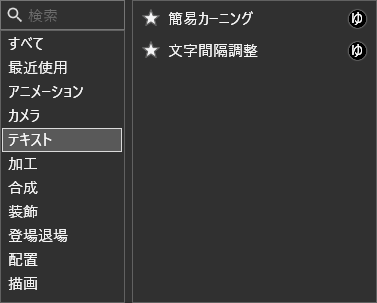 検索
すべて
最近使用
アニメーション
カメラ
テキスト
加工
合成
装飾
登場退場
配置
描画
簡易カーニング
ゆ
文字間隔調整
ゆ